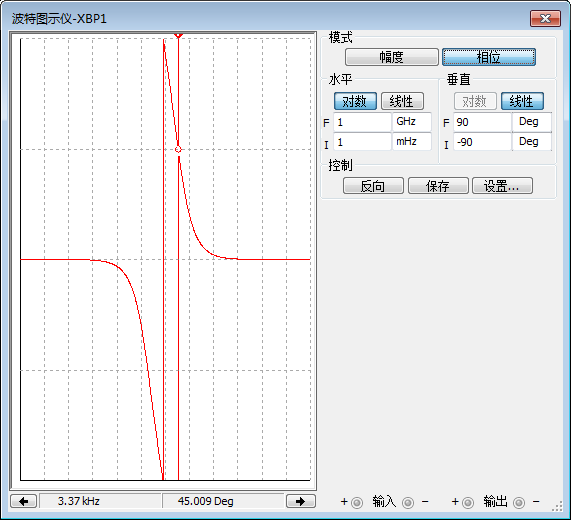 波特图示仪-XBP1
模式
幅度 相位
水平 垂直
对数 线性 对数 线性
F 1 GHz F 90 Deg
I 1 mHz I -90 Deg
控制
反向 保存 设置...
3.37 kHz 45.009 Deg
+ 输入 − + 输出 −